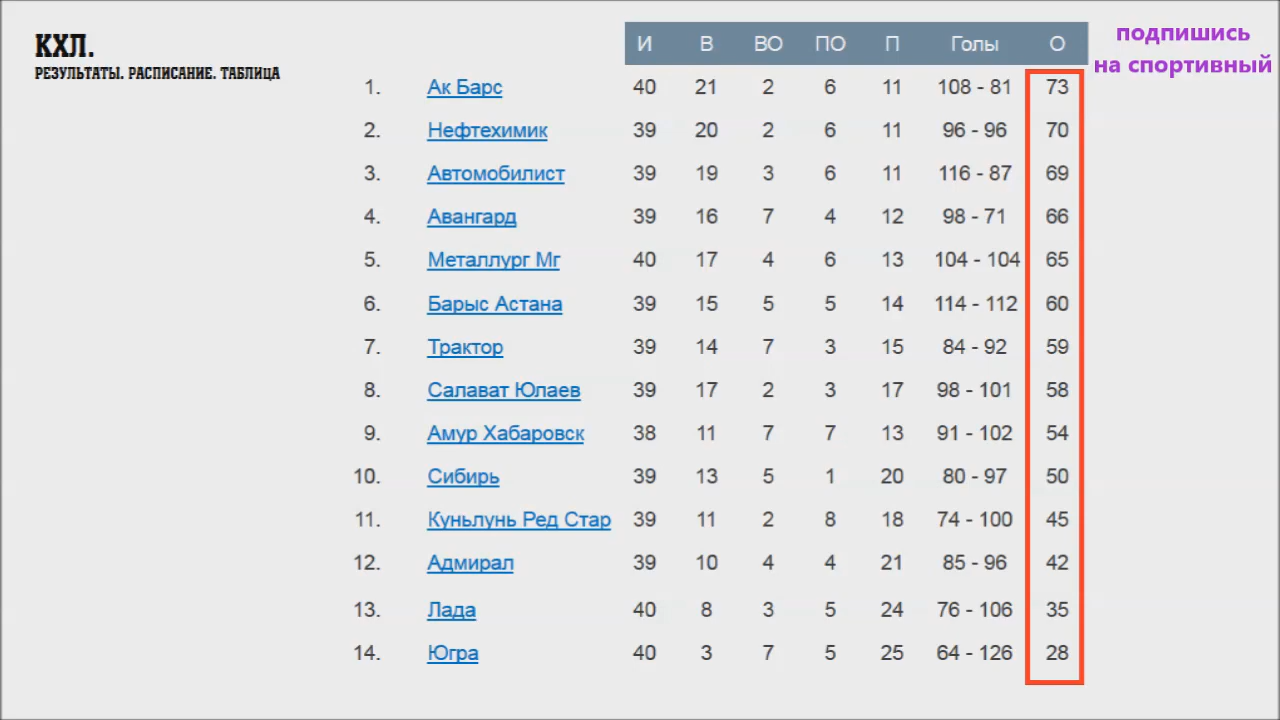 КХЛ.
РЕЗУЛЬТАТЫ. РАСПИСАНИЕ. ТАБЛИЦА
подпишись
на спортивный
И В ВО ПО П Голы О
1. Ак Барс 40 21 2 6 11 108 - 81 73
2. Нефтехимик 39 20 2 6 11 96 - 96 70
3. Автомобилист 39 19 3 6 11 116 - 87 69
4. Авангард 39 16 7 4 12 98 - 71 66
5. Металлург Мг 40 17 4 6 13 104 - 104 65
6. Барыс Астана 39 15 5 5 14 114 - 112 60
7. Трактор 39 14 7 3 15 84 - 92 59
8. Салават Юлаев 39 17 2 3 17 98 - 101 58
9. Амур Хабаровск 38 11 7 7 13 91 - 102 54
10. Сибирь 39 13 5 1 20 80 - 97 50
11. Куньлунь Ред Стар 39 11 2 8 18 74 - 100 45
12. Адмирал 39 10 4 4 21 85 - 96 42
13. Лада 40 8 3 5 24 76 - 106 35
14. Югра 40 3 7 5 25 64 - 126 28